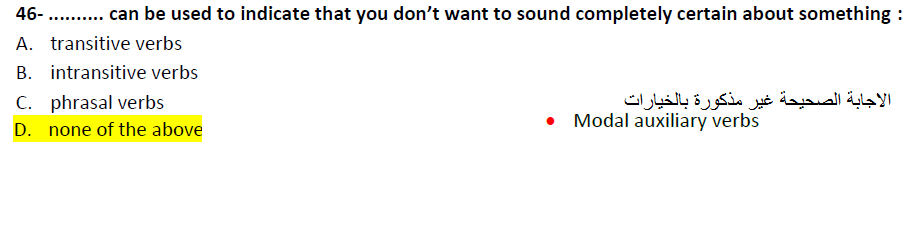 46- .......... can be used to indicate that you don’t want to sound completely certain about something :
A. transitive verbs
B. intransitive verbs
C. phrasal verbs
D. none of the above
الاجابة الصحيحة غير مذكورة بالخيارات
• Modal auxiliary verbs